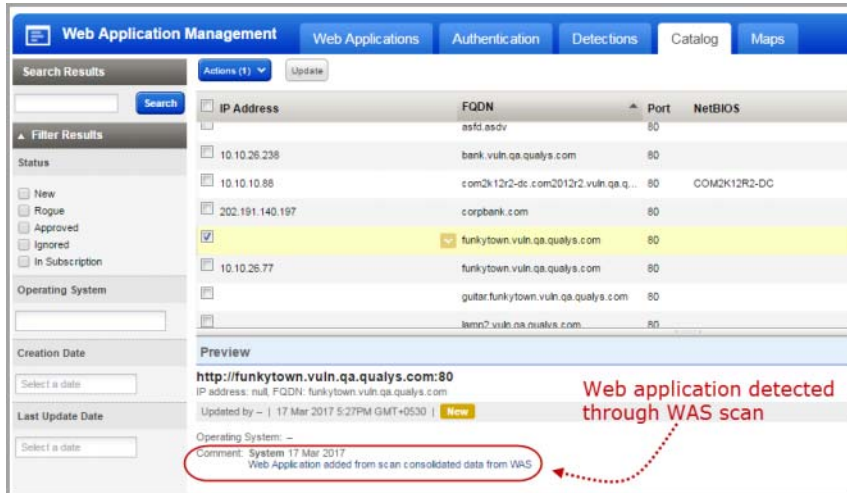 Web Application Management
Web Applications
Authentication
Detections
Catalog
Maps
Search Results
Search
Filter Results
Status
New
Rogue
Approved
Ignored
In Subscription
Operating System
Creation Date
Select a date
Last Update Date
Select a date
Actions (1)
Update
IP Address FQDN Port NetBIOS
asfd.asdv 80
10.10.26.238 bank.vuln.qa.qualys.com 80
10.10.10.88 com2k12r2-dc.com2012r2.vuln.qa.q... 80 COM2K12R2-DC
202.191.140.197 corpbank.com 80
funkytown.vuln.qa.qualys.com 80
10.10.26.77 funkytown.vuln.qa.qualys.com 80
guitar.funkytown.vuln.qa.qualys.com 80
lamp2.vuln.qa.qualys.com 80
Preview
http://funkytown.vuln.qa.qualys.com:80
IP address: null, FQDN: funkytown.vuln.qa.qualys.com
Updated by – | 17 Mar 2017 5:27PM GMT+0530 | New
Operating System: –
Comment: System 17 Mar 2017
Web Application added from scan consolidated data from WAS
Web application detected
through WAS scan